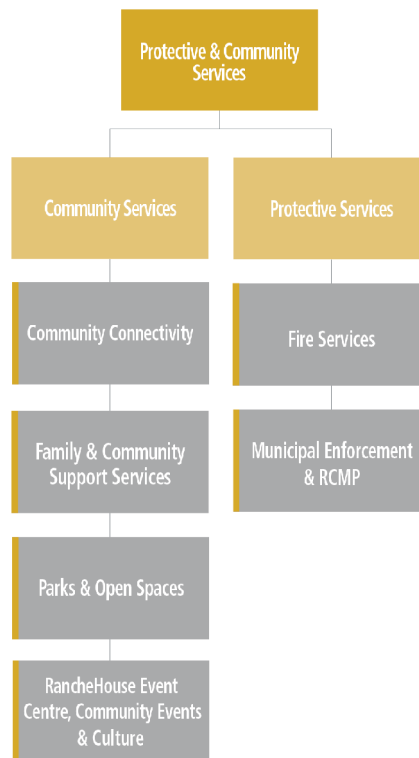 Protective & Community
Services
Community Services
Protective Services
Community Connectivity
Fire Services
Family & Community
Support Services
Municipal Enforcement
& RCMP
Parks & Open Spaces
RancheHouse Event
Centre, Community Events
& Culture